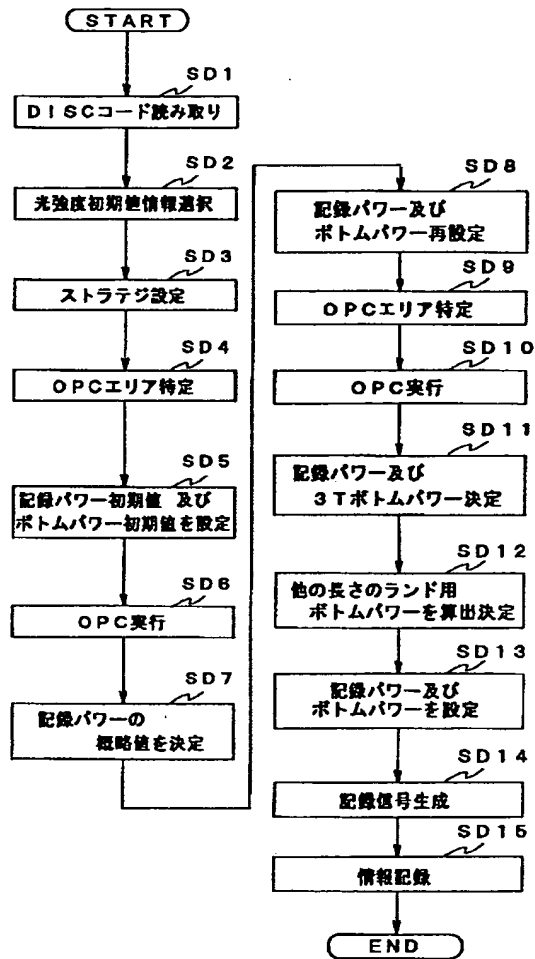 START
SD1
DISCコード読み取り
SD2
光強度初期値情報選択
SD3
ストラテジ設定
SD4
OPCエリア特定
SD5
記録パワー初期値 及び
ボトムパワー初期値を設定
SD6
OPC実行
SD7
記録パワーの
概略値を決定
SD8
記録パワー及び
ボトムパワー再設定
SD9
OPCエリア特定
SD10
OPC実行
SD11
記録パワー及び
3Tボトムパワー決定
SD12
他の長さのランド用
ボトムパワーを算出決定
SD13
記録パワー及び
ボトムパワーを設定
SD14
記録信号生成
SD15
情報記録
END